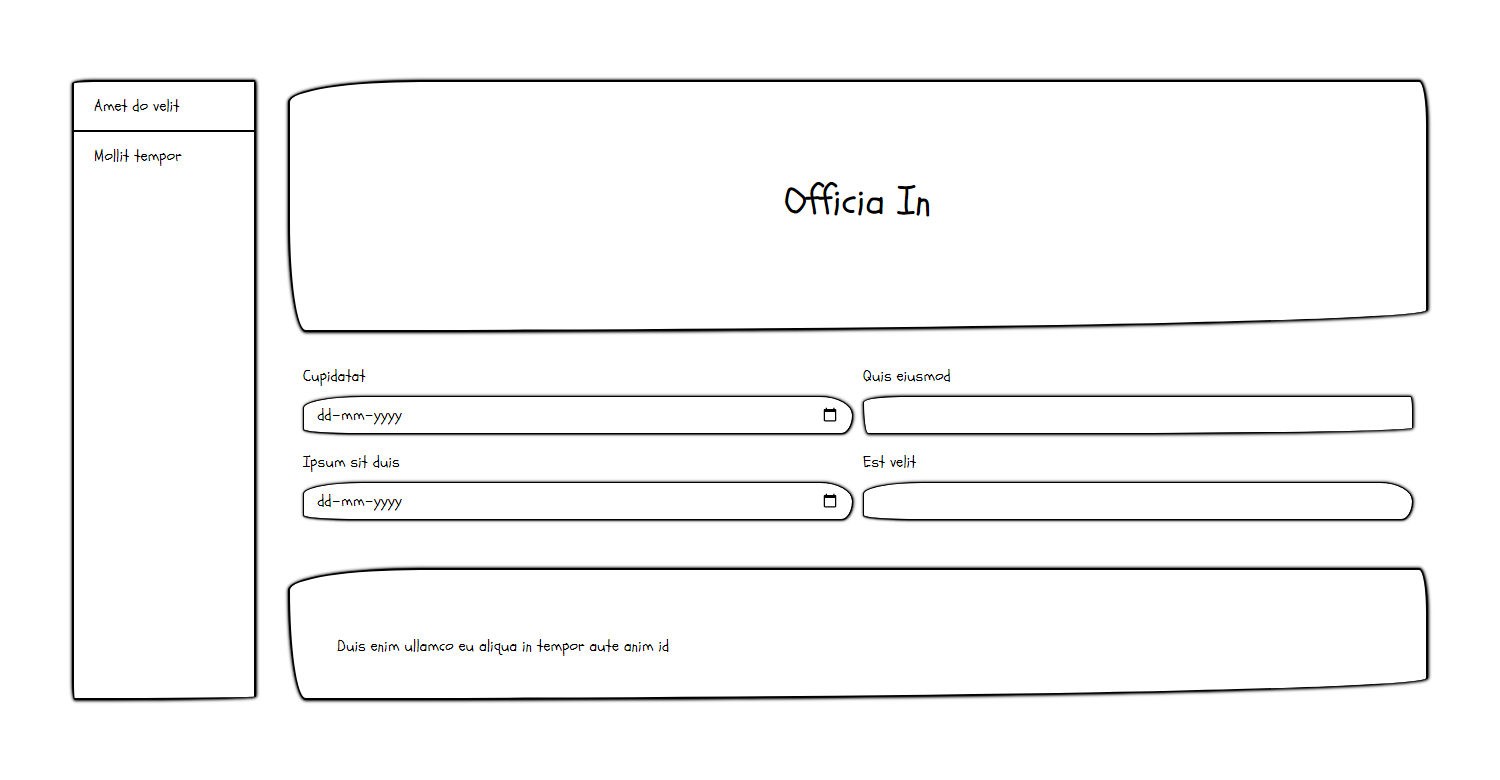 Amet do velit
Mollit tempor
Officia In
Cupidatat
Quis eiusmod
dd-mm-yyyy
Ipsum sit duis
Est velit
dd-mm-yyyy
Duis enim ullamco eu aliqua in tempor aute anim id